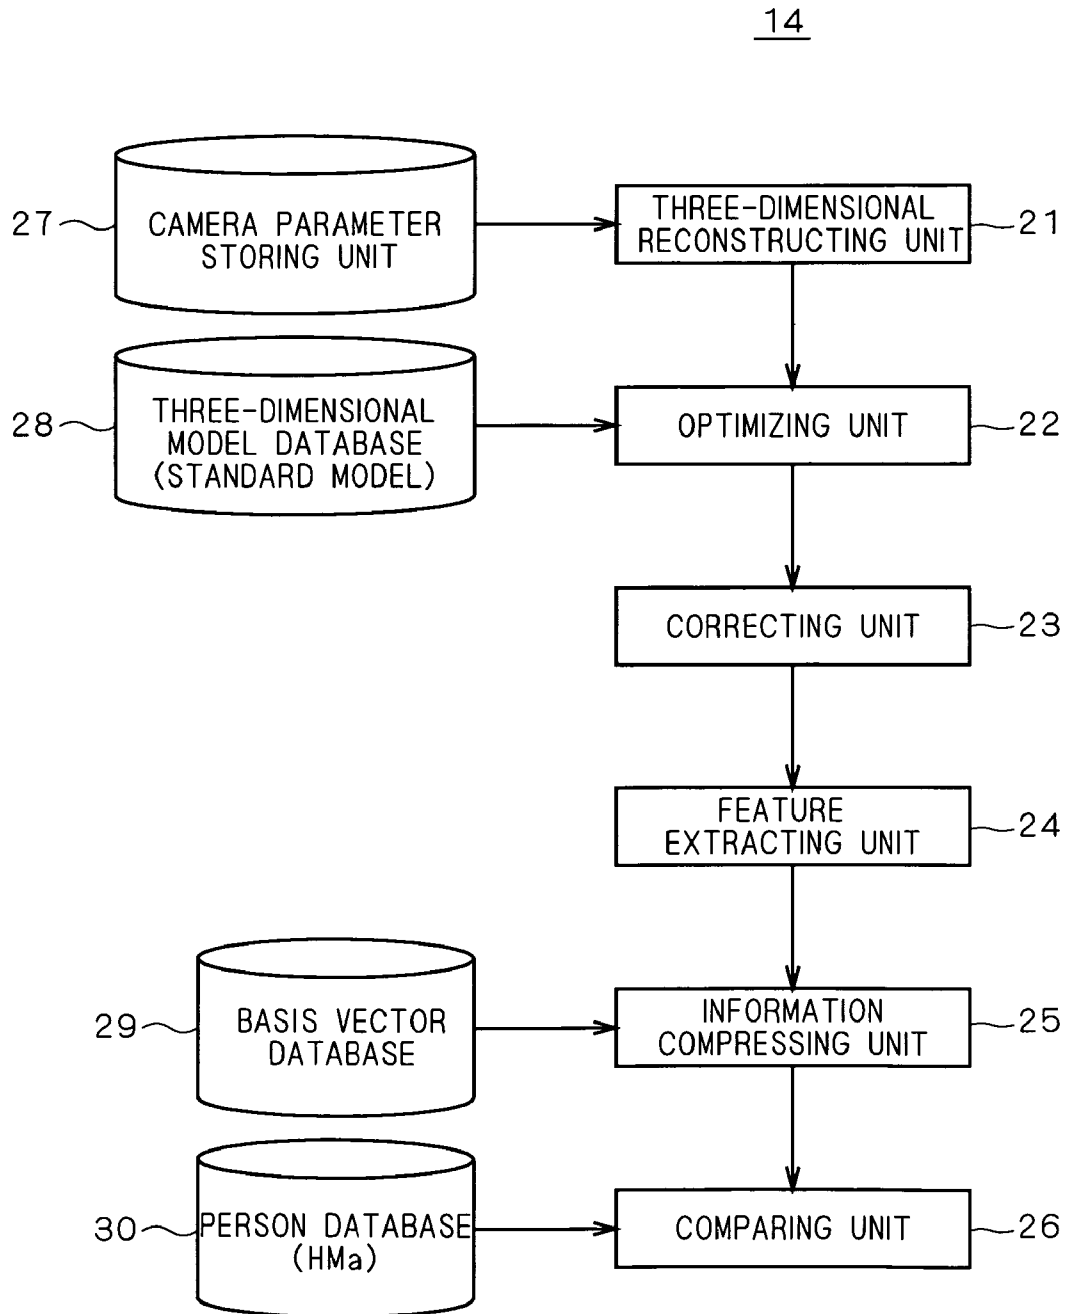 14
27
CAMERA PARAMETER
STORING UNIT
THREE-DIMENSIONAL
RECONSTRUCTING UNIT
21
28
THREE-DIMENSIONAL
MODEL DATABASE
(STANDARD MODEL)
OPTIMIZING UNIT
22
CORRECTING UNIT
23
FEATURE
EXTRACTING UNIT
24
29
BASIS VECTOR
DATABASE
INFORMATION
COMPRESSING UNIT
25
30
PERSON DATABASE
(HMa)
COMPARING UNIT
26